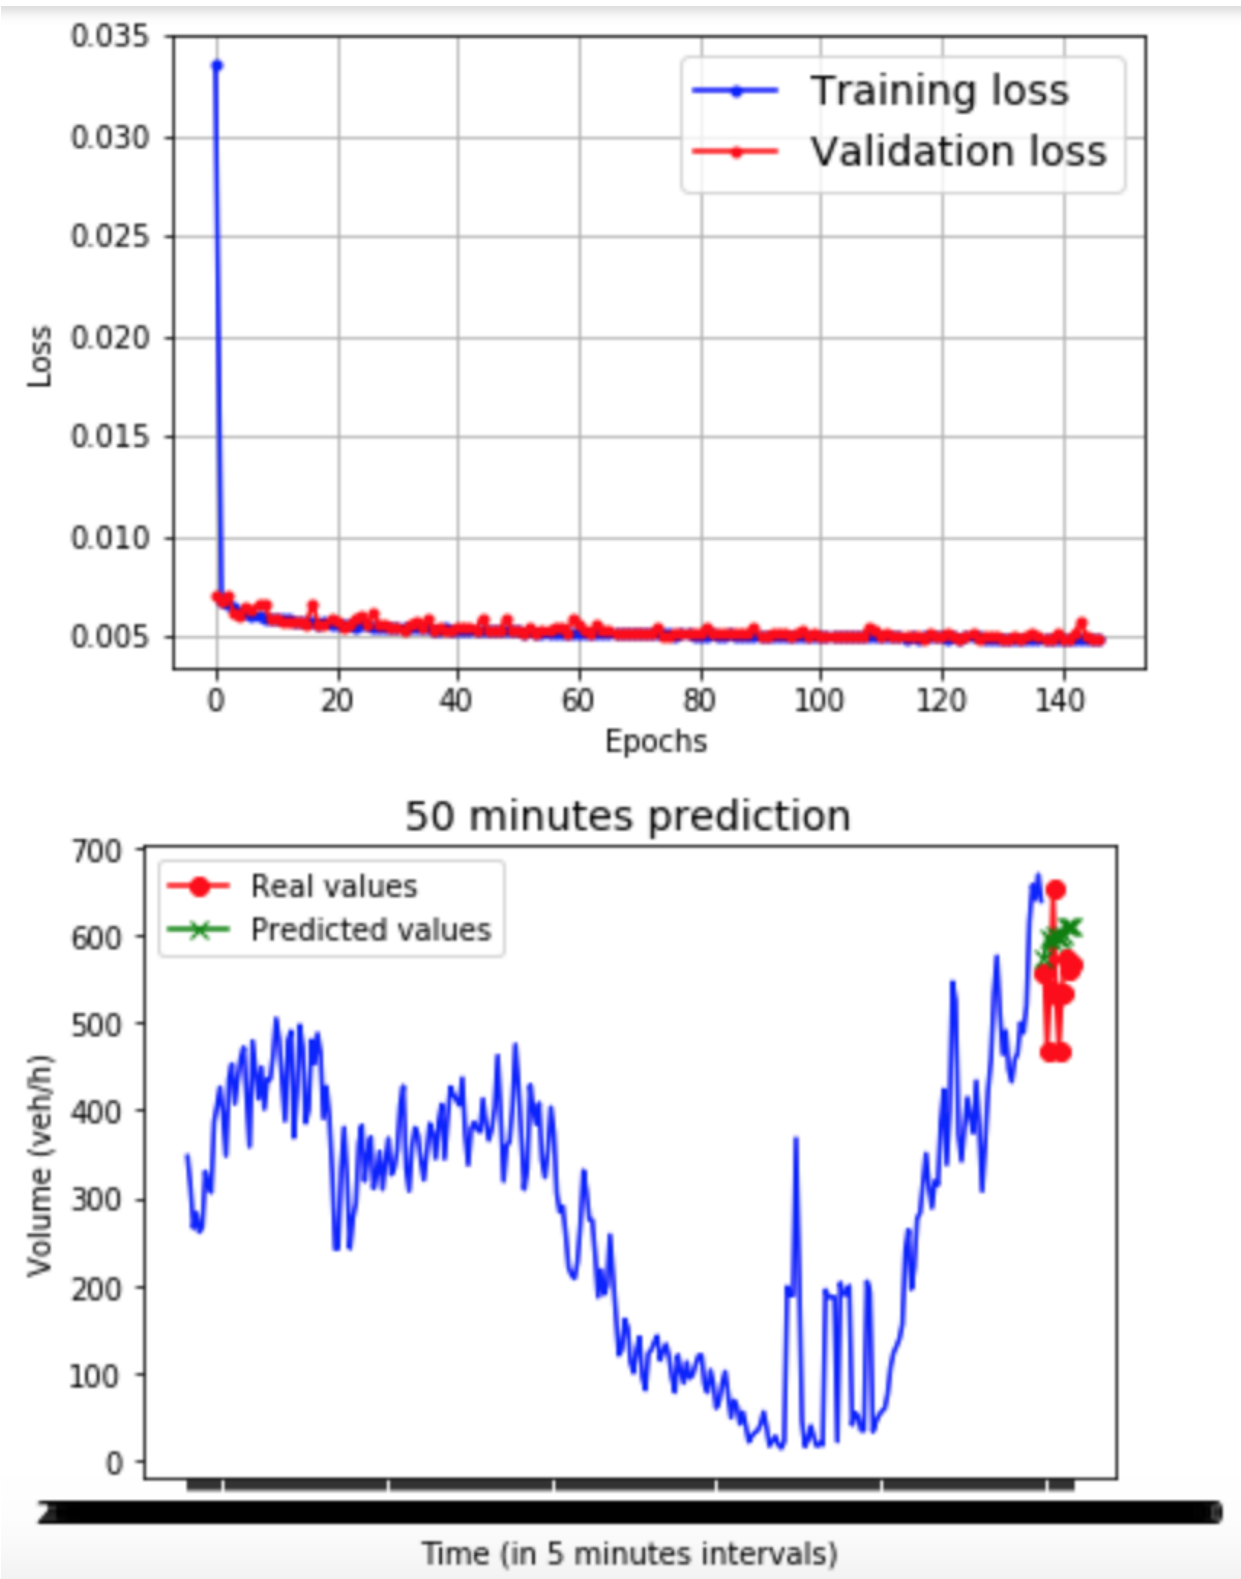 0.035
0.030
0.025
0.020
0.015
0.010
0.005
Loss
Training loss
Validation loss
0 20 40 60 80 100 120 140
Epochs
50 minutes prediction
700
600
500
400
300
200
100
0
Volume (veh/h)
Real values
Predicted values
Time (in 5 minutes intervals)